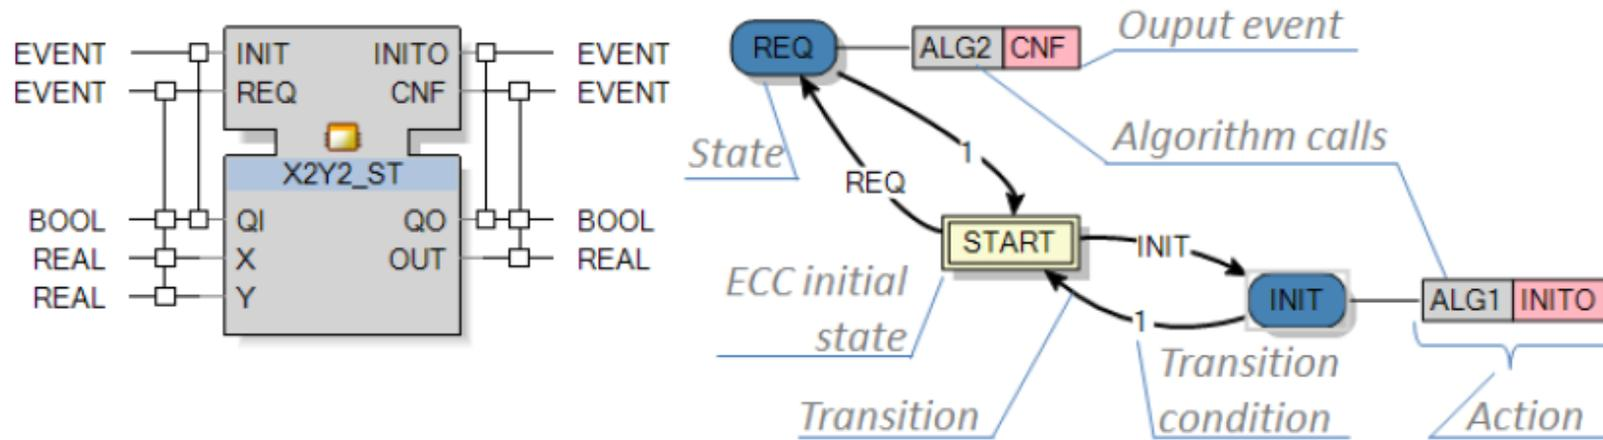 EVENT INIT INITO EVENT
EVENT REQ CNF EVENT
X2Y2_ST
BOOL QI QO BOOL
REAL X OUT REAL
REAL Y
REQ ALG2 CNF
Ouput event
State
Algorithm calls
1
REQ
START
INIT
ECC initial
state
INIT ALG1 INITO
1
Transition
Transition
condition
Action